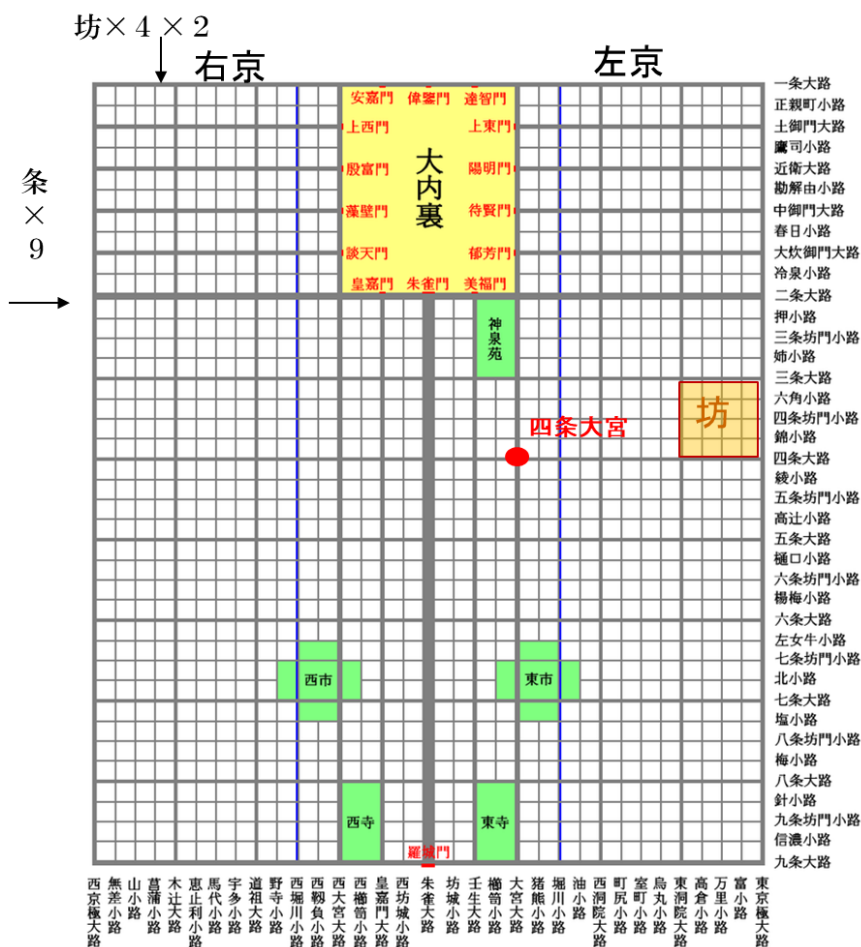 坊×4×2
右京
左京
条×9
安嘉門
偉鑒門
達智門
上西門
上東門
殷富門
陽明門
藻壁門
待賢門
談天門
郁芳門
皇嘉門
朱雀門
美福門
大内裏
神泉苑
坊
四条大宮
西市
東市
西寺
東寺
羅城門
一条大路
正親町小路
土御門大路
鷹司小路
近衛大路
勘解由小路
中御門大路
春日小路
大炊御門大路
冷泉小路
二条大路
押小路
三条坊門小路
姉小路
三条大路
六角小路
四条坊門小路
錦小路
四条大路
綾小路
五条坊門小路
高辻小路
五条大路
樋口小路
六条坊門小路
楊梅小路
六条大路
左女牛小路
七条坊門小路
北小路
七条大路
塩小路
八条坊門小路
梅小路
八条大路
針小路
九条坊門小路
信濃小路
九条大路
西京極大路
無差小路
山小路
菖蒲小路
木辻大路
恵止利小路
馬代小路
宇多小路
道祖大路
野寺小路
西堀川小路
西靱負小路
西大宮大路
西櫛笥小路
皇嘉門大路
西坊城小路
朱雀大路
坊城小路
壬生大路
櫛笥小路
大宮大路
猪熊小路
堀川小路
油小路
西洞院大路
町尻小路
室町小路
烏丸小路
東洞院大路
高倉小路
万里小路
富小路
東京極大路